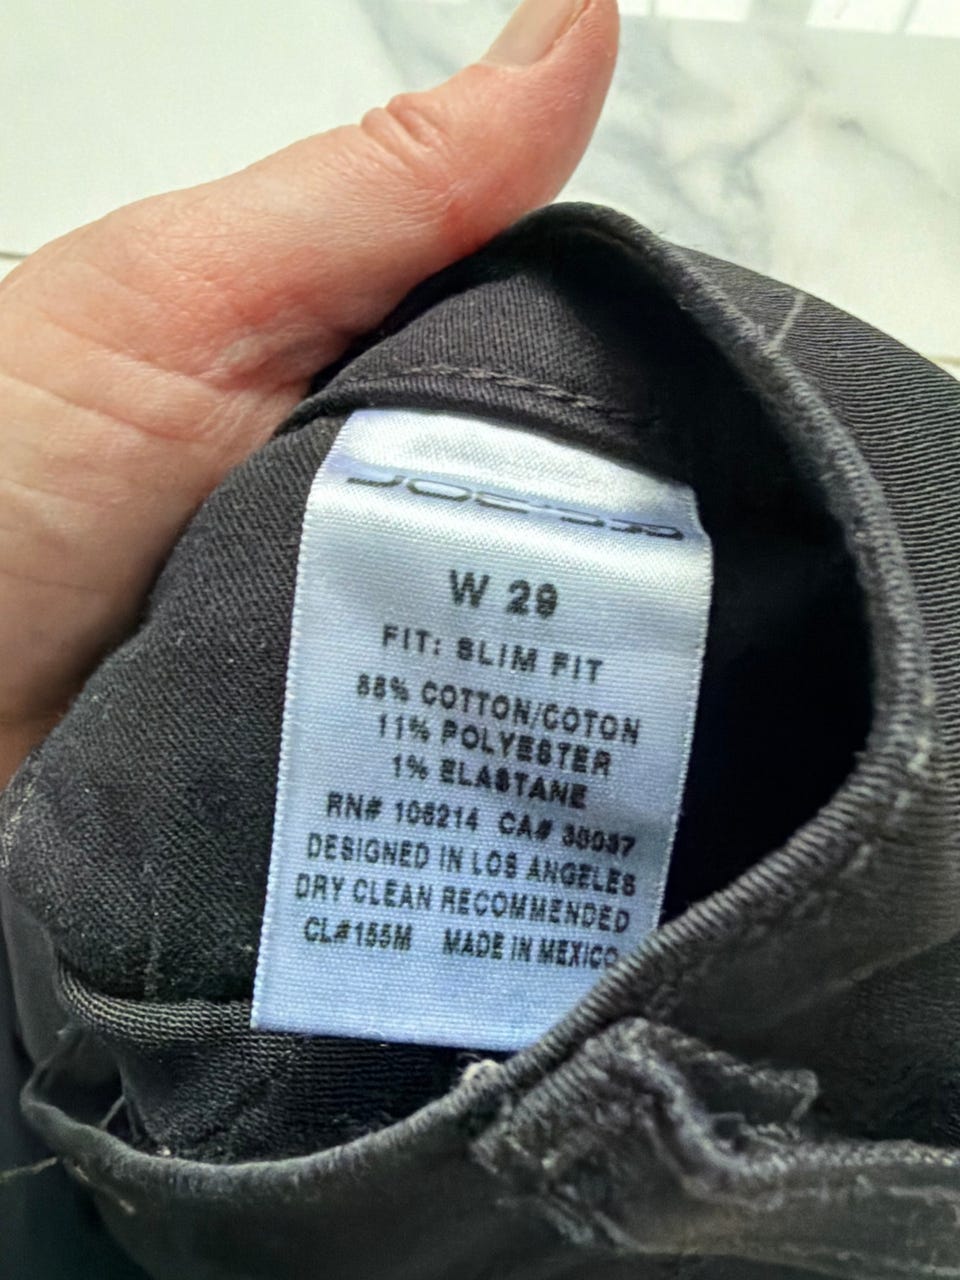 W 29
FIT: SLIM FIT
88% COTTON/COTON
11% POLYESTER
1% ELASTANE
RN# 106214 CA#
DESIGNED IN LOS ANGELES
DRY CLEAN RECOMMENDED
CL#155M MADE IN MEXICO